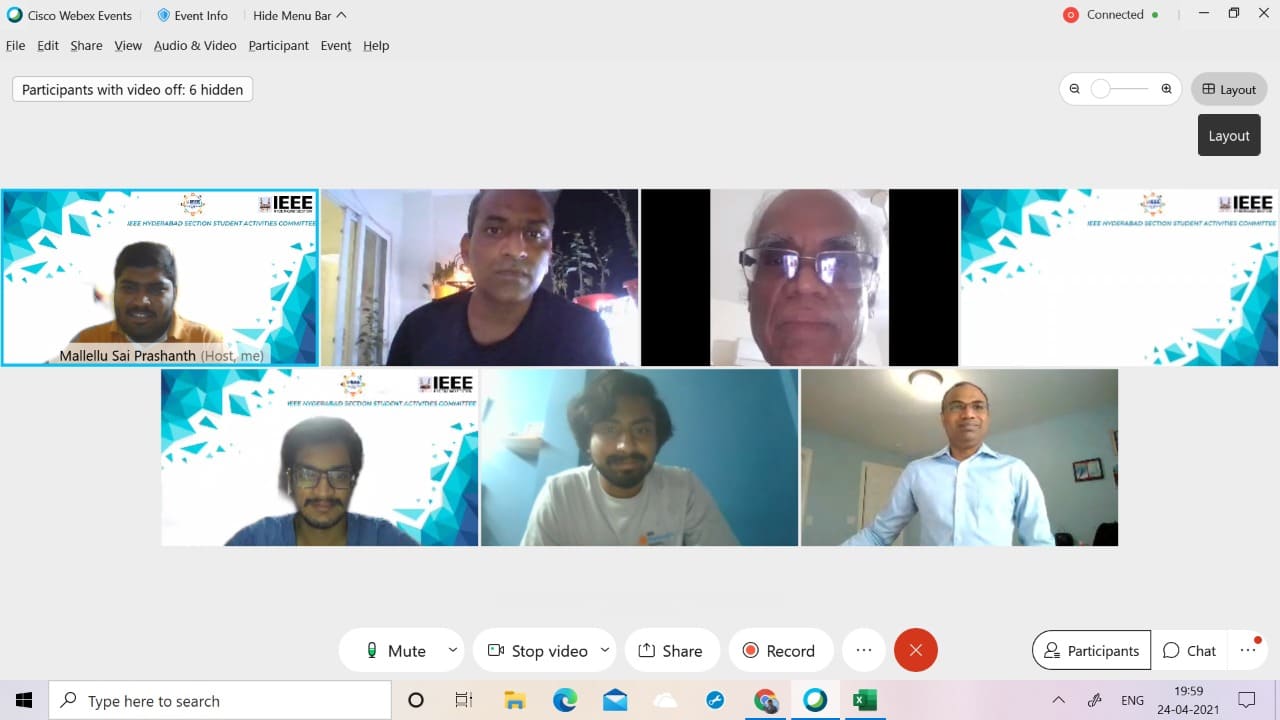 Cisco Webex Events
Event Info
Hide Menu Bar
Connected
File Edit Share View Audio & Video Participant Event Help
Participants with video off: 6 hidden
Layout
Layout
IEEE
IEEE HYDERABAD SECTION STUDENT ACTIVITIES COMMITTEE
Mallellu Sai Prashanth (Host, me)
IEEE
IEEE HYDERABAD SECTION STUDENT ACTIVITIES COMMITTEE
IEEE
IEEE HYDERABAD SECTION STUDENT ACTIVITIES COMMITTEE
Mute
Stop video
Share
Record
Participants
Chat
Type here to search
ENG
19:59
24-04-2021